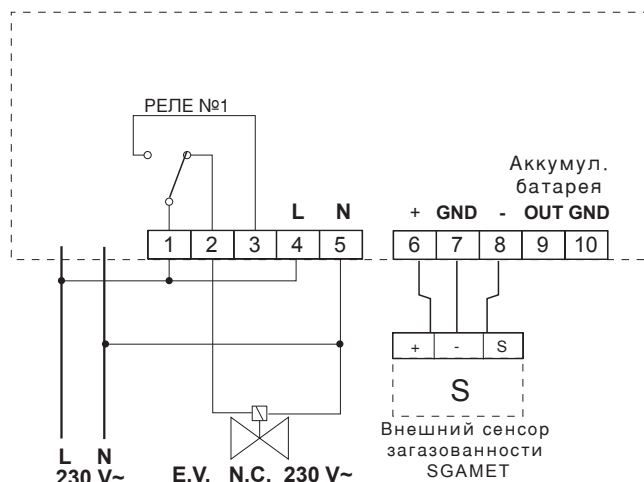 РЕЛЕ №1
Аккумул.
батарея
L N + GND - OUT GND
1 2 3 4 5 6 7 8 9 10
+ - S
S
Внешний сенсор
загазованности
SGAMET
L N
230 V~
E.V. N.C. 230 V~